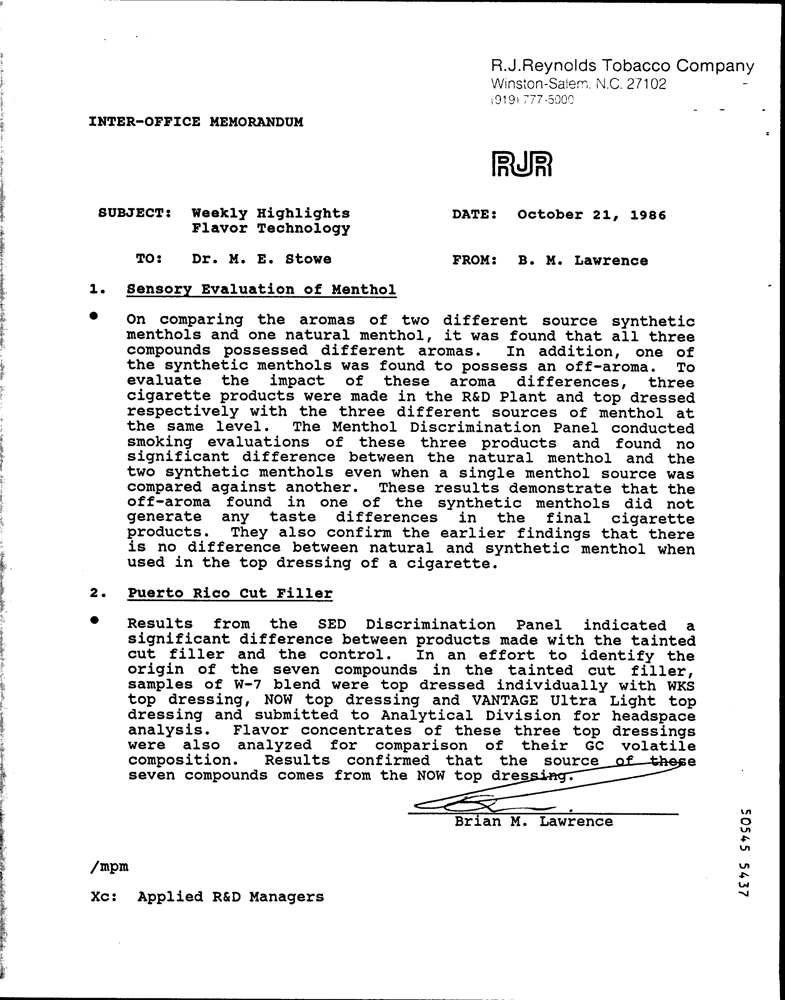 R.J.Reynolds Tobacco Company
Winston-Salem, N.C. 27102
(919) 777-5000
INTER-OFFICE MEMORANDUM
RJR
SUBJECT: Weekly Highlights DATE: October 21, 1986
Flavor Technology
TO: Dr. M. E. Stowe FROM: B. M. Lawrence
1. Sensory Evaluation of Menthol
● On comparing the aromas of two different source synthetic
menthols and one natural menthol, it was found that all three
compounds possessed different aromas. In addition, one of
the synthetic menthols was found to possess an off-aroma. To
evaluate the impact of these aroma differences, three
cigarette products were made in the R&D Plant and top dressed
respectively with the three different sources of menthol at
the same level. The Menthol Discrimination Panel conducted
smoking evaluations of these three products and found no
significant difference between the natural menthol and the
two synthetic menthols even when a single menthol source was
compared against another. These results demonstrate that the
off-aroma found in one of the synthetic menthols did not
generate any taste differences in the final cigarette
products. They also confirm the earlier findings that there
is no difference between natural and synthetic menthol when
used in the top dressing of a cigarette.
2. Puerto Rico Cut Filler
● Results from the SED Discrimination Panel indicated a
significant difference between products made with the tainted
cut filler and the control. In an effort to identify the
origin of the seven compounds in the tainted cut filler,
samples of W-7 blend were top dressed individually with WKS
top dressing, NOW top dressing and VANTAGE Ultra Light top
dressing and submitted to Analytical Division for headspace
analysis. Flavor concentrates of these three top dressings
were also analyzed for comparison of their GC volatile
composition. Results confirmed that the source of these
seven compounds comes from the NOW top dressing.
Brian M. Lawrence
/mpm
Xc: Applied R&D Managers
50545 5437